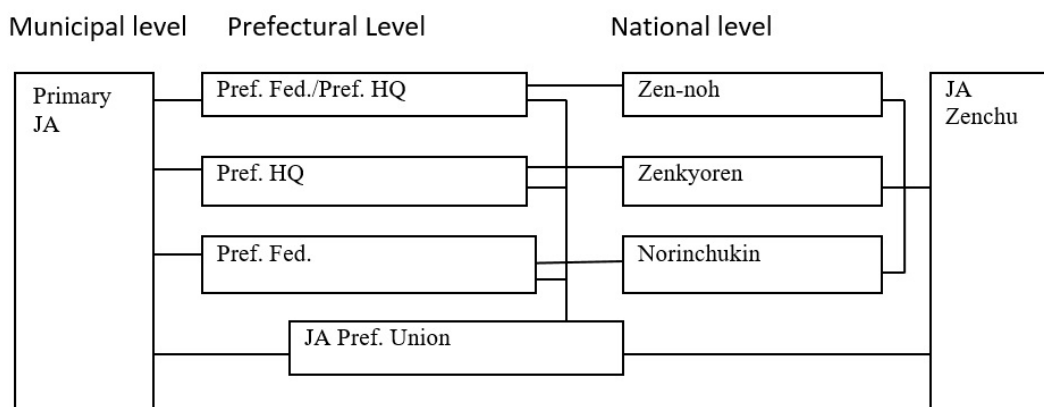 Municipal level
Prefectural Level
National level
Primary
JA
Pref. Fed./Pref. HQ
Zen-noh
JA
Zenchu
Pref. HQ
Zenkyoren
Pref. Fed.
Norinchukin
JA Pref. Union